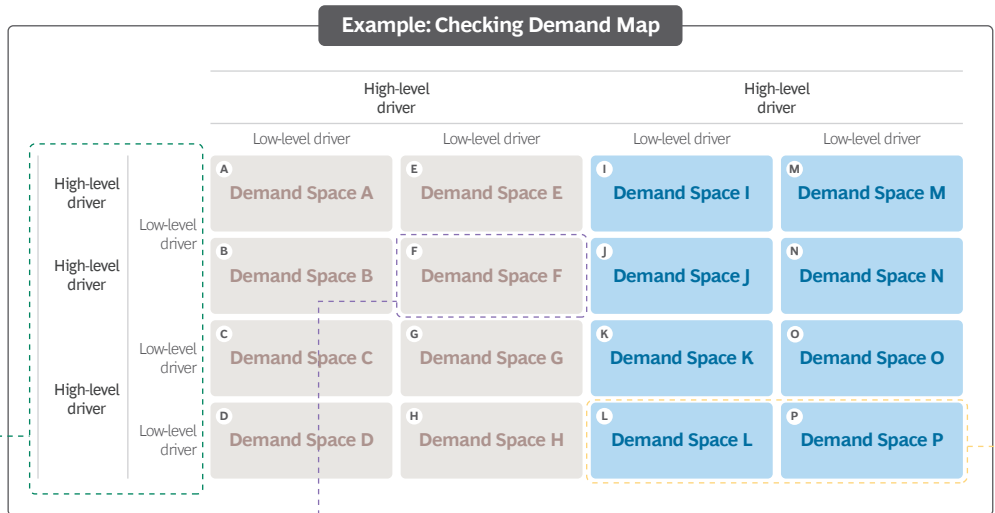 Example: Checking Demand Map
High-level
driver
High-level
driver
Low-level driver
Low-level driver
Low-level driver
Low-level driver
High-level
driver
Low-level
driver
High-level
driver
Low-level
driver
High-level
driver
Low-level
driver
A
Demand Space A
E
Demand Space E
I
Demand Space I
M
Demand Space M
B
Demand Space B
F
Demand Space F
J
Demand Space J
N
Demand Space N
C
Demand Space C
G
Demand Space G
K
Demand Space K
O
Demand Space O
D
Demand Space D
H
Demand Space H
L
Demand Space L
P
Demand Space P